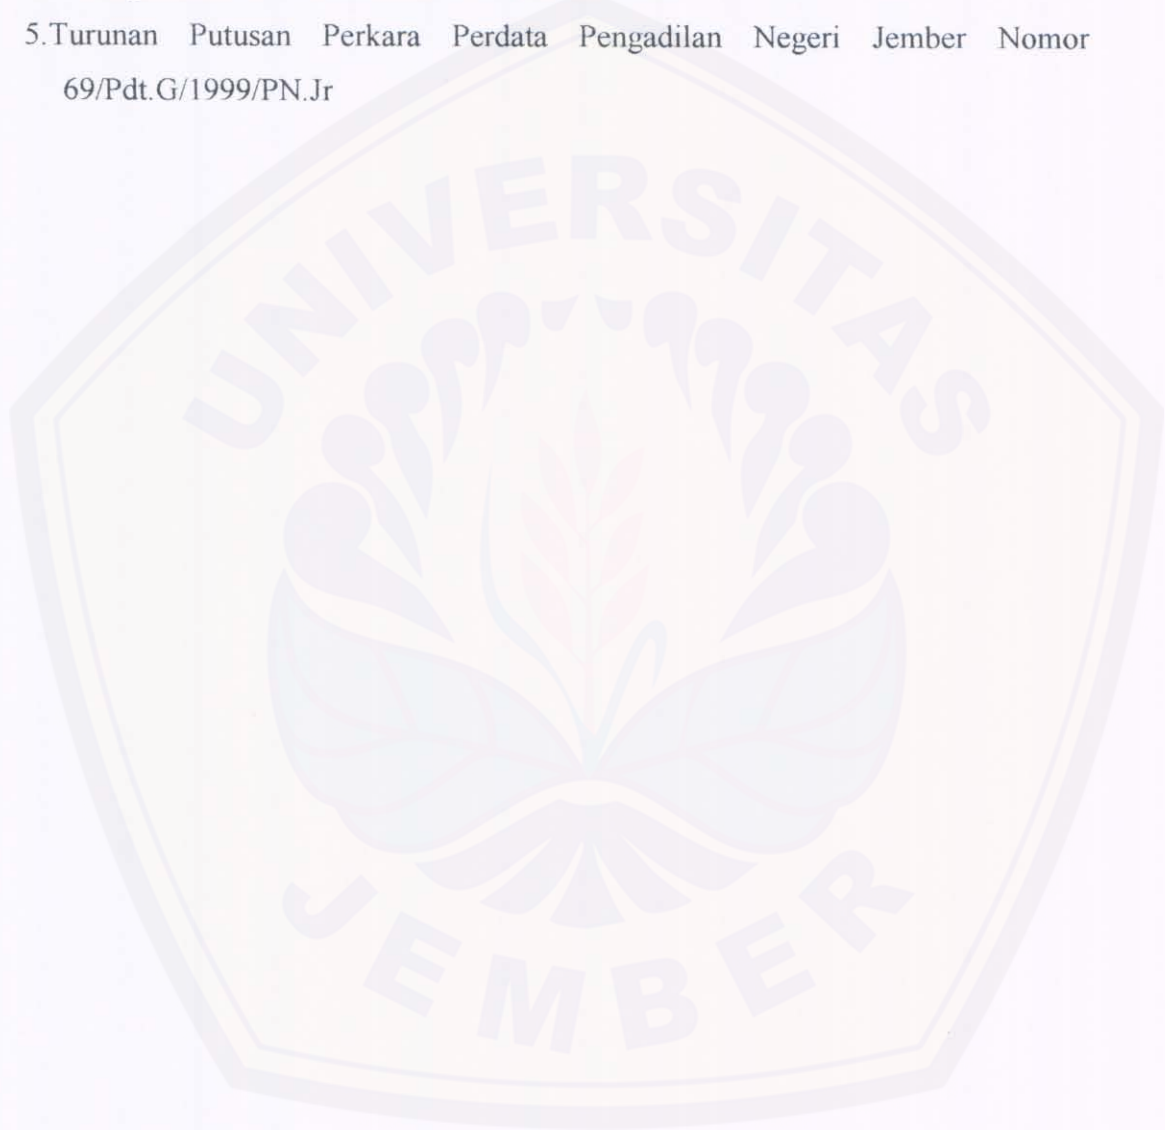 5.Turunan Putusan Perkara Perdata Pengadilan Negeri Jember Nomor
69/Pdt.G/1999/PN.Jr
UNIVERSITAS
JEMBER